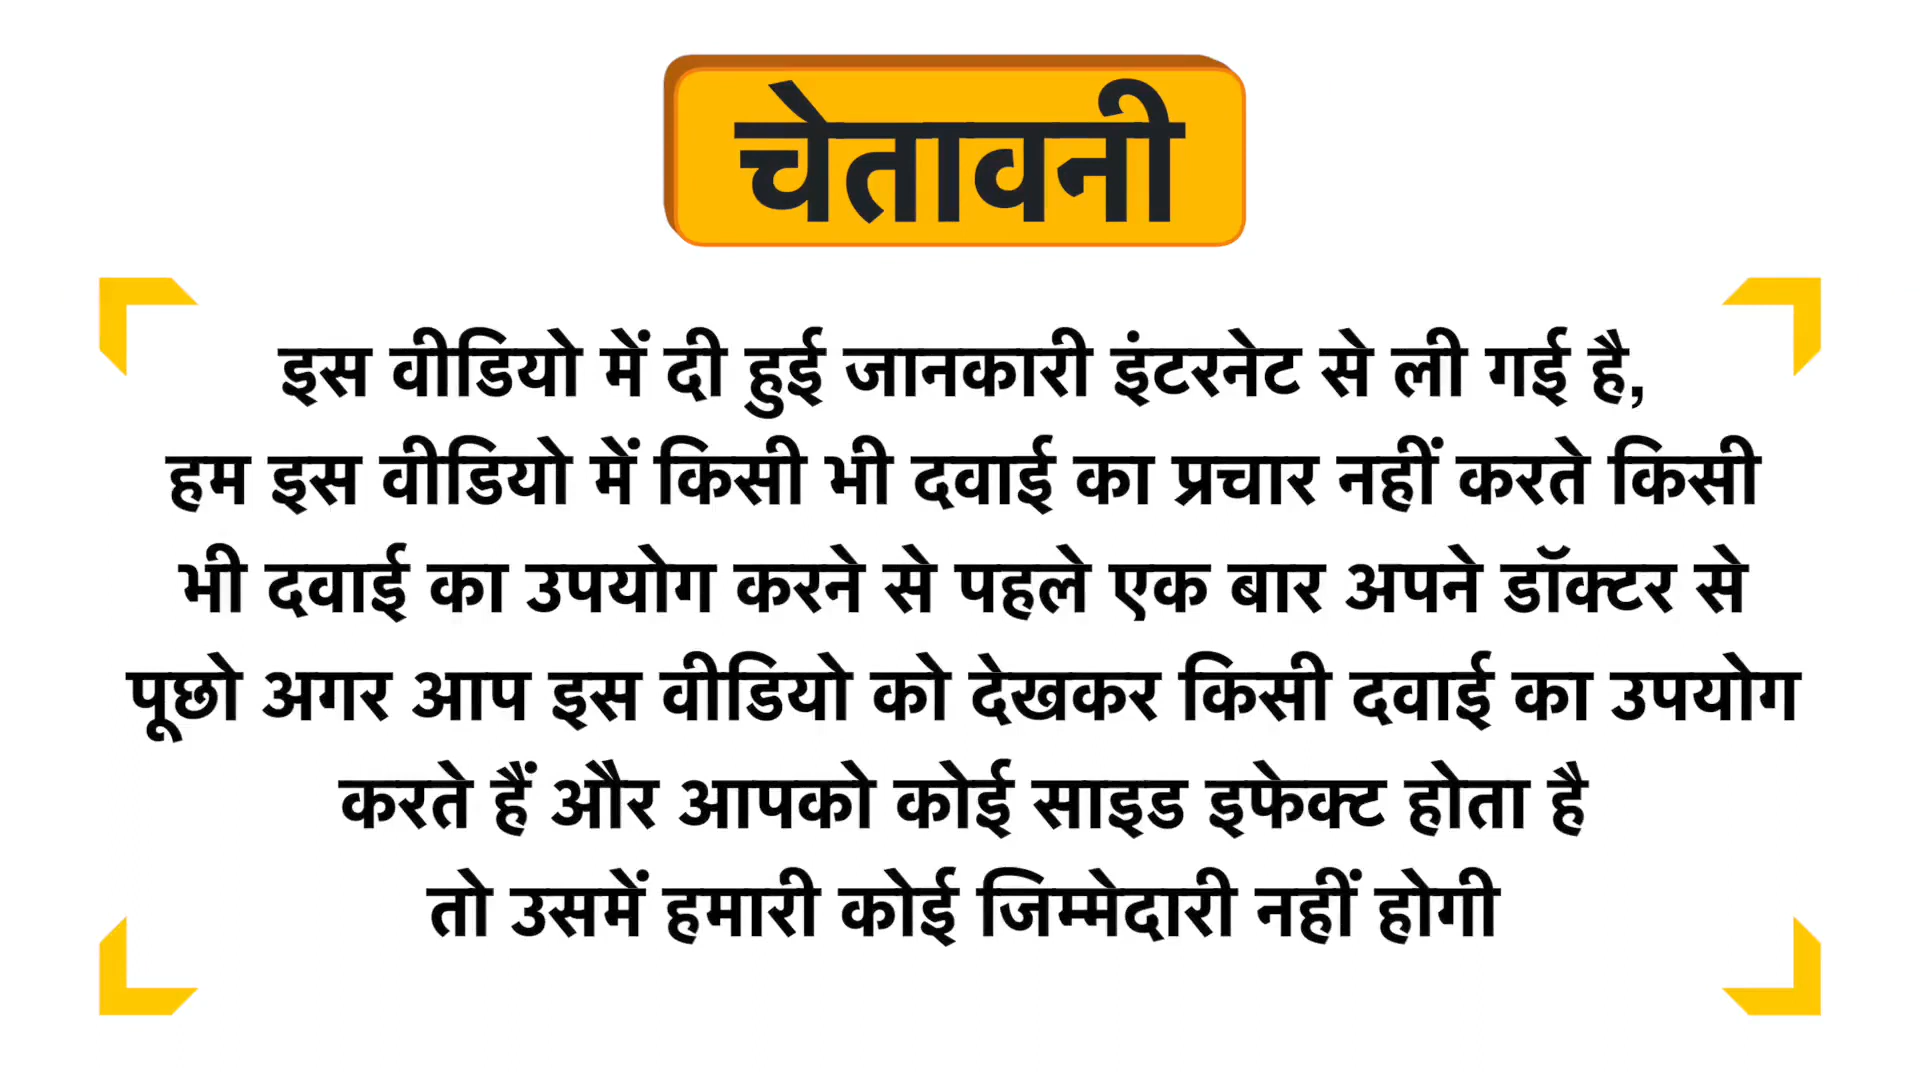 चेतावनी
इस वीडियो में दी हुई जानकारी इंटरनेट से ली गई है,
हम इस वीडियो में किसी भी दवाई का प्रचार नहीं करते किसी
भी दवाई का उपयोग करने से पहले एक बार अपने डॉक्टर से
पूछो अगर आप इस वीडियो को देखकर किसी दवाई का उपयोग
करते हैं और आपको कोई साइड इफेक्ट होता है
तो उसमें हमारी कोई जिम्मेदारी नहीं होगी